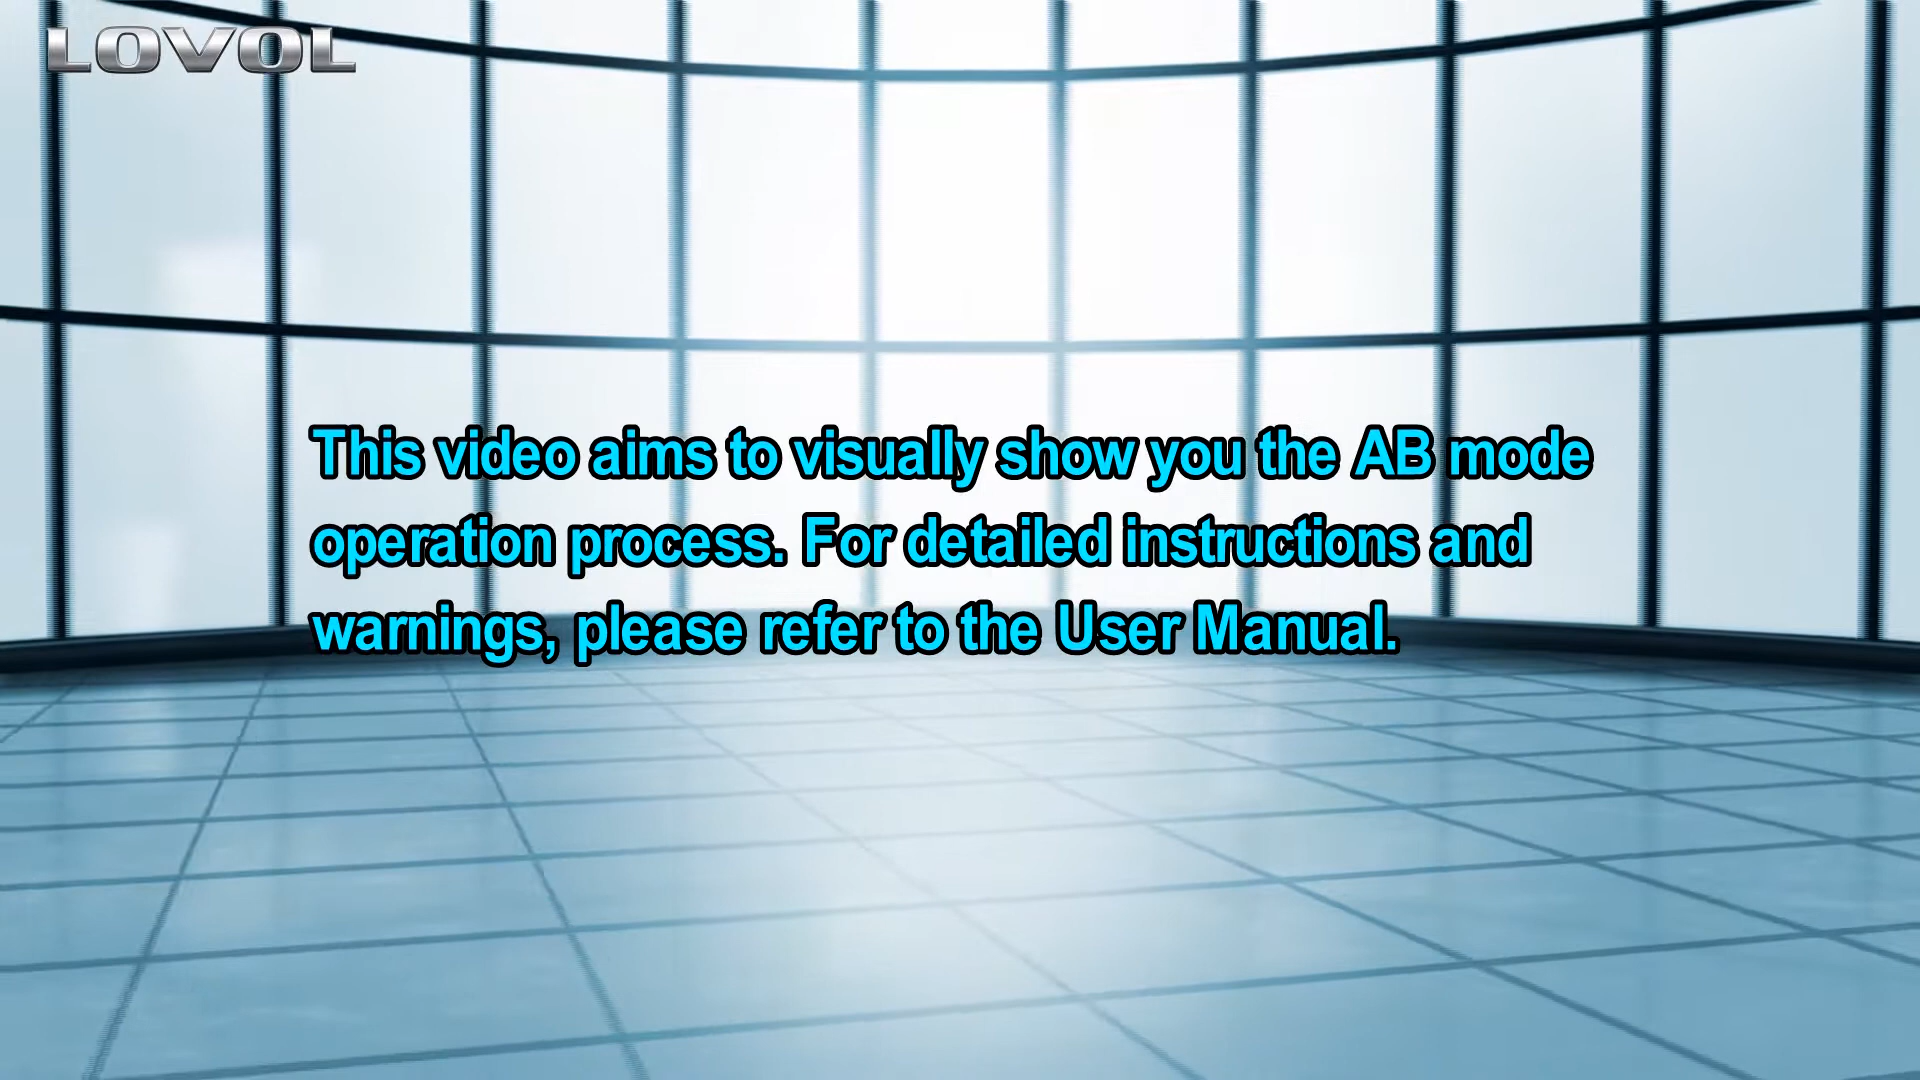 LOVOL
This video aims to visually show you the AB mode
operation process. For detailed instructions and
warnings, please refer to the User Manual.